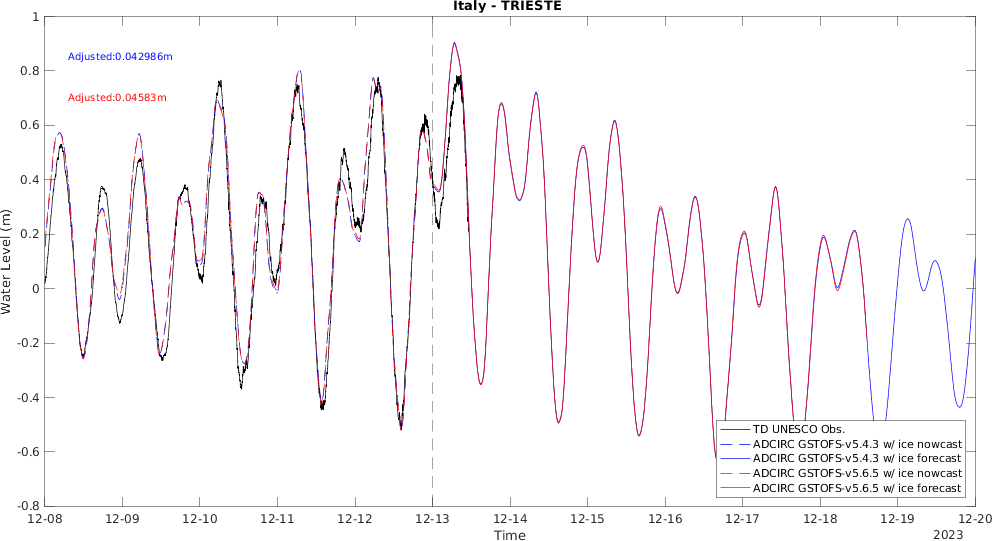 Italy - TRIESTE
1
Adjusted:0.042986m
0.8
Adjusted:0.04583m
0.6
0.4
0.2
0
-0.2
-0.4
-0.6
-0.8
Water Level (m)
TD UNESCO Obs.
ADCIRC GSTOFS-v5.4.3 w/ ice nowcast
ADCIRC GSTOFS-v5.4.3 w/ ice forecast
ADCIRC GSTOFS-v5.6.5 w/ ice nowcast
ADCIRC GSTOFS-v5.6.5 w/ ice forecast
12-08 12-09 12-10 12-11 12-12 12-13 12-14 12-15 12-16 12-17 12-18 12-19 12-20
Time
2023